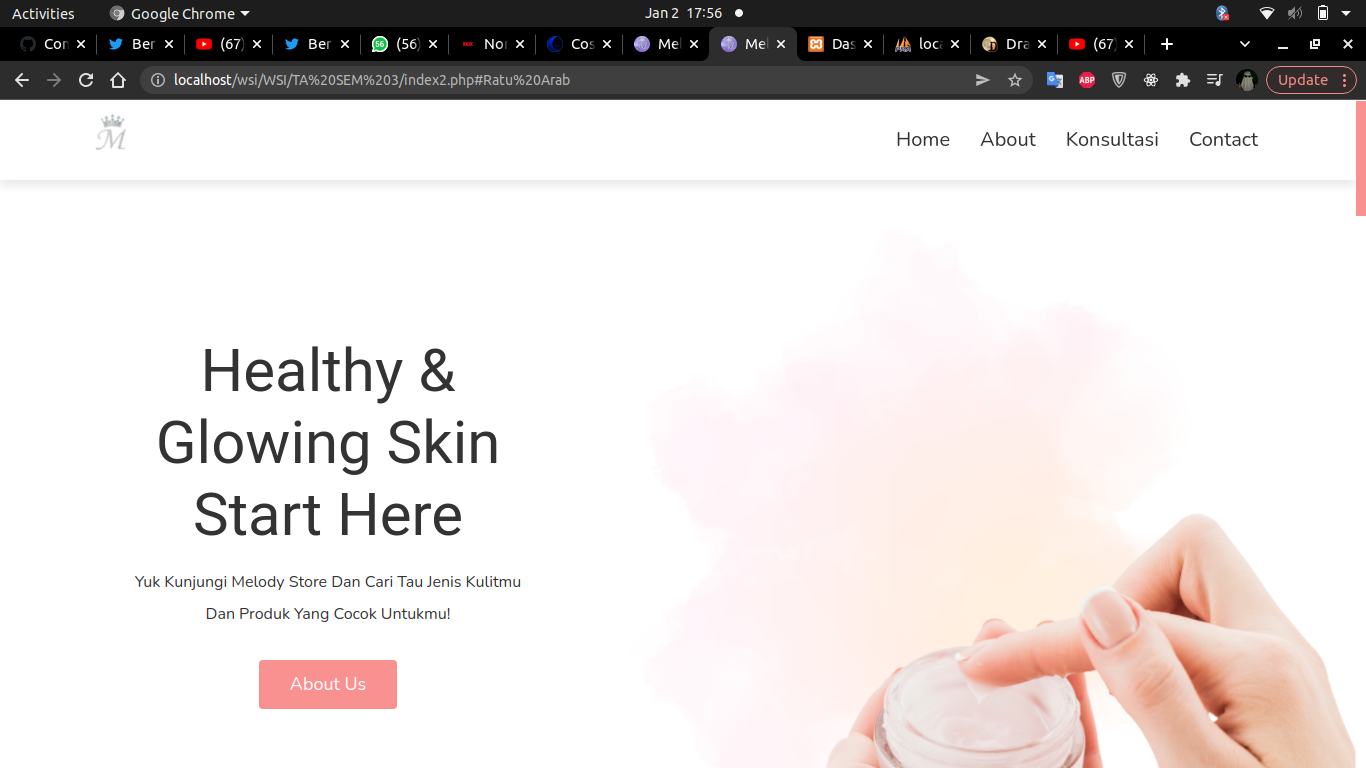 Activities Google Chrome Jan 2 17:56
Con Ber (67) Ber 56 (56) Nor Cos Mel Mel Das loca Dra (67)
localhost/wsi/WSI/TA%20SEM%203/index2.php#Ratu%20Arab ABP Update
M Home About Konsultasi Contact
Healthy &
Glowing Skin
Start Here
Yuk Kunjungi Melody Store Dan Cari Tau Jenis Kulitmu
Dan Produk Yang Cocok Untukmu!
About Us